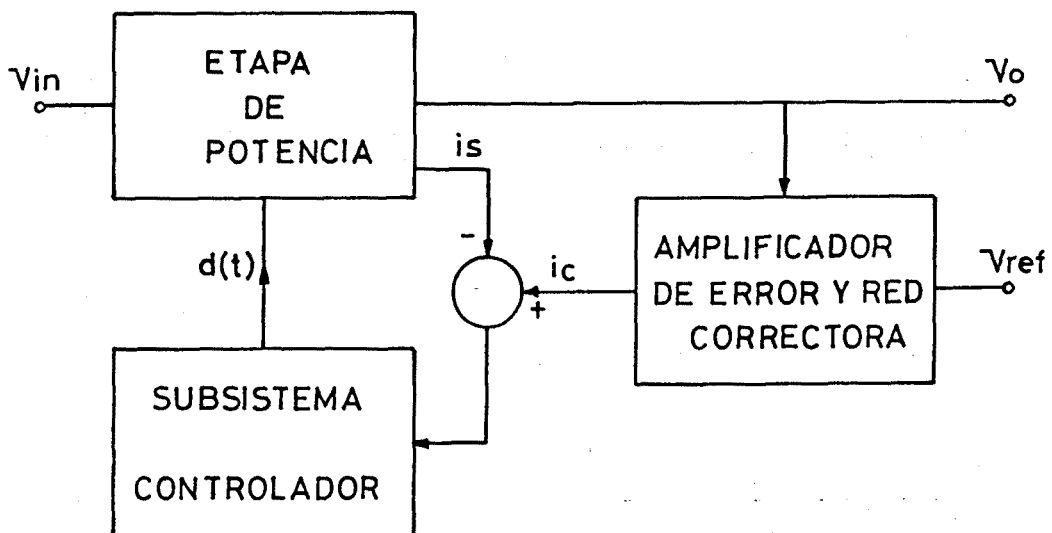 Vin
ETAPA
DE
POTENCIA
Vo
is
-
d(t)
ic
+
AMPLIFICADOR
DE ERROR Y RED
CORRECTORA
Vref
SUBSISTEMA
CONTROLADOR